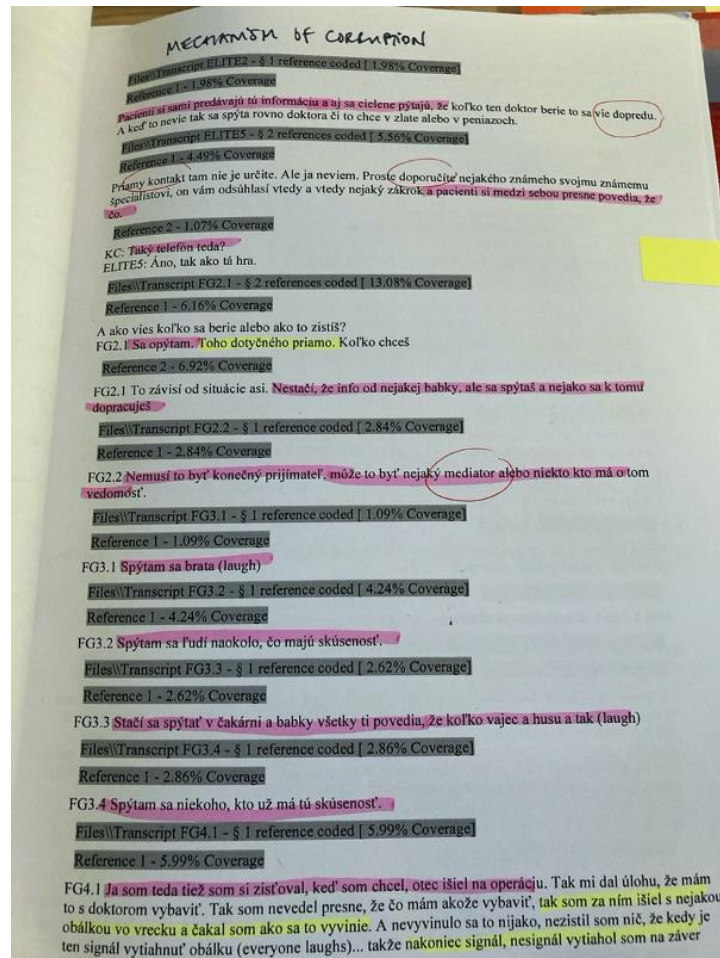 MECHANISM OF CORRUPTION
Files\\Transcript ELITE2 - § 1 reference coded [ 1.98% Coverage]
Reference 1 - 1.98% Coverage
Pacienti si sami predávajú tú informáciu a aj sa cielene pýtajú, že koľko ten doktor berie to sa vie dopredu.
A keď to nevie tak sa spýta rovno doktora či to chce v zlate alebo v peniazoch.
Files\\Transcript ELITE5 - § 2 references coded [ 5.56% Coverage]
Reference 1 - 4.49% Coverage
Priamy kontakt tam nie je určite. Ale ja neviem. Proste doporučíte nejakého známeho svojmu známemu
špecialistovi, on vám odsúhlasí vtedy a vtedy nejaký zákrok a pacienti si medzi sebou presne povedia, že
čo.
Reference 2 - 1.07% Coverage
KC: Taký telefón teda?
ELITE5: Áno, tak ako tá hra.
Files\\Transcript FG2.1 - § 2 references coded [ 13.08% Coverage]
Reference 1 - 6.16% Coverage
A ako vies koľko sa berie alebo ako to zistíš?
FG2.1 Sa opýtam. Toho dotyčného priamo. Koľko chceš
Reference 2 - 6.92% Coverage
FG2.1 To závisí od situácie asi. Nestačí, že info od nejakej babky, ale sa spýtaš a nejako sa k tomu
dopracuješ
Files\\Transcript FG2.2 - § 1 reference coded [ 2.84% Coverage]
Reference 1 - 2.84% Coverage
FG2.2 Nemusí to byť konečný prijímateľ, môže to byť nejaký mediator alebo niekto kto má o tom
vedomosť.
Files\\Transcript FG3.1 - § 1 reference coded [ 1.09% Coverage]
Reference 1 - 1.09% Coverage
FG3.1 Spýtam sa brata (laugh)
Files\\Transcript FG3.2 - § 1 reference coded [ 4.24% Coverage]
Reference 1 - 4.24% Coverage
FG3.2 Spýtam sa ľudí naokolo, čo majú skúsenosť.
Files\\Transcript FG3.3 - § 1 reference coded [ 2.62% Coverage]
Reference 1 - 2.62% Coverage
FG3.3 Stačí sa spýtať v čakárni a babky všetky ti povedia, že koľko vajec a husu a tak (laugh)
Files\\Transcript FG3.4 - § 1 reference coded [ 2.86% Coverage]
Reference 1 - 2.86% Coverage
FG3.4 Spýtam sa niekoho, kto už má tú skúsenosť.
Files\\Transcript FG4.1 - § 1 reference coded [ 5.99% Coverage]
Reference 1 - 5.99% Coverage
FG4.1 Ja som teda tiež som si zisťoval, keď som chcel, otec išiel na operáciu. Tak mi dal úlohu, že mám
to s doktorom vybaviť. Tak som nevedel presne, že čo mám akože vybaviť, tak som za ním išiel s nejakou
obálkou vo vrecku a čakal som ako sa to vyvinie. A nevyvinulo sa to nijako, nezistil som nič, že kedy je
ten signál vytiahnuť obálku (everyone laughs)... takže nakoniec signál, nesignál vytiahol som na záver